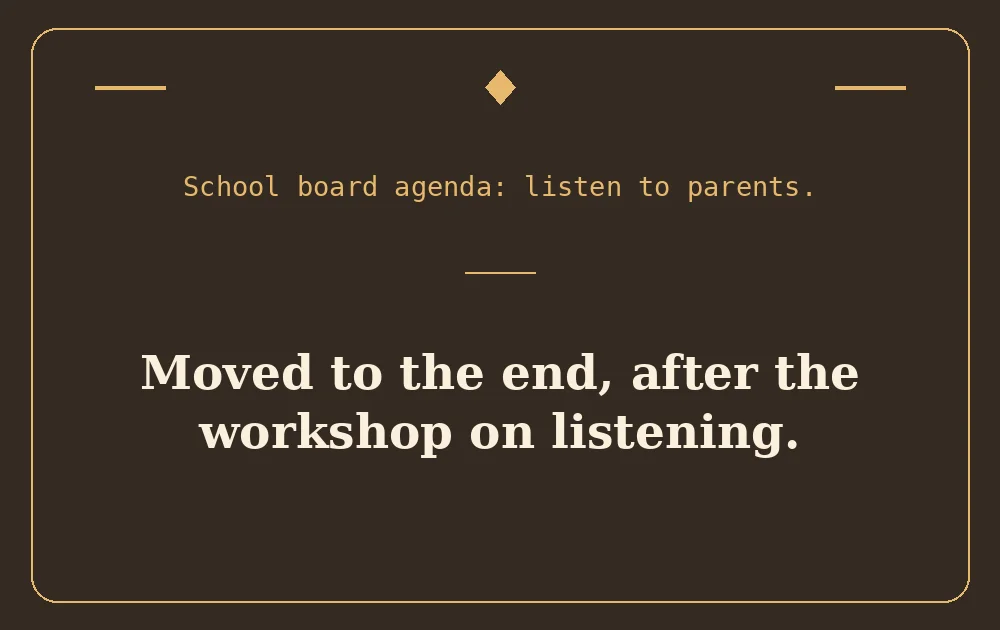 School board agenda: listen to parents.
Moved to the end, after the
workshop on listening.